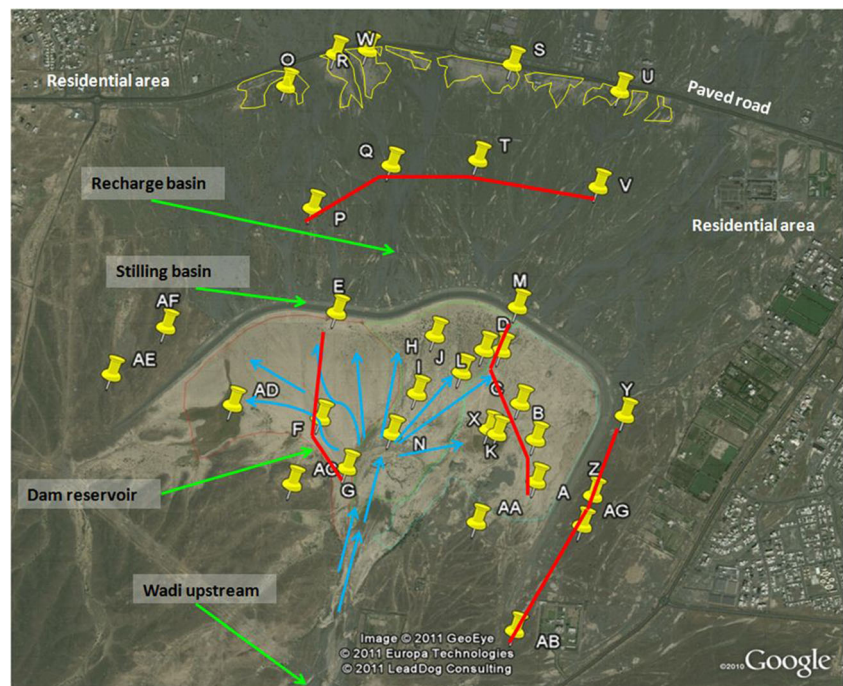 W
S
O
R
U
Residential area
Paved road
Q
T
V
Recharge basin
P
Residential area
Stilling basin
E
M
AF
D
H
J
L
AE
I
C
Y
AD
B
X
F
N
K
Z
AC
G
A
Dam reservoir
AA
AG
Wadi upstream
AB
Image © 2011 GeoEye
© 2011 Europa Technologies
© 2011 LeadDog Consulting
©2010 Google